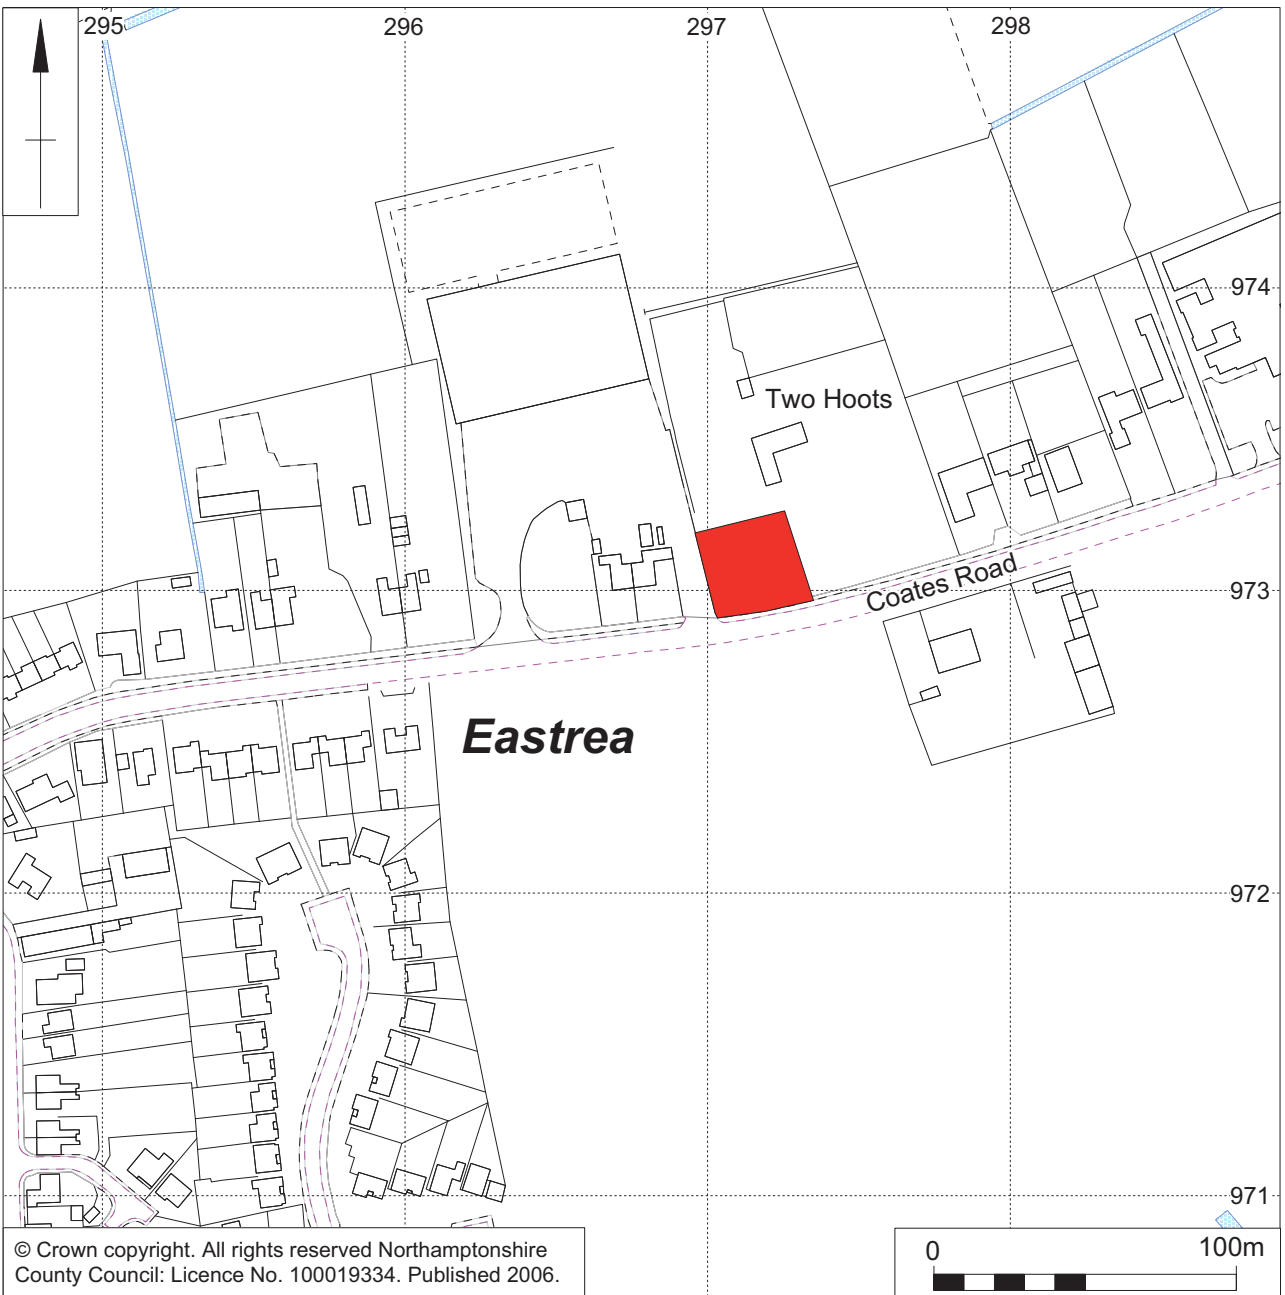 295
296
297
298
974
Two Hoots
973
Coates Road
Eastrea
972
971
© Crown copyright. All rights reserved Northamptonshire
County Council: Licence No. 100019334. Published 2006.
0
100m